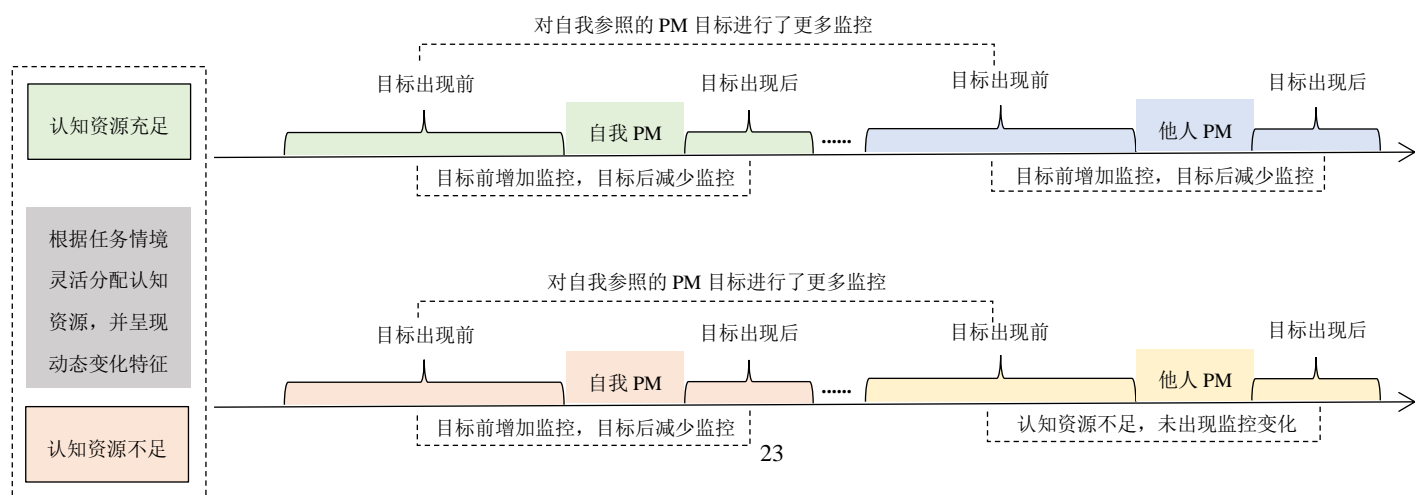 对自我参照的 PM 目标进行了更多监控
目标出现前
目标出现后
目标出现前
目标出现后
认知资源充足
自我 PM
......
他人 PM
目标前增加监控，目标后减少监控
目标前增加监控，目标后减少监控
根据任务情境
灵活分配认知
资源，并呈现
动态变化特征
对自我参照的 PM 目标进行了更多监控
目标出现前
目标出现后
目标出现前
目标出现后
自我 PM
......
他人 PM
认知资源不足
目标前增加监控，目标后减少监控
认知资源不足，未出现监控变化
23